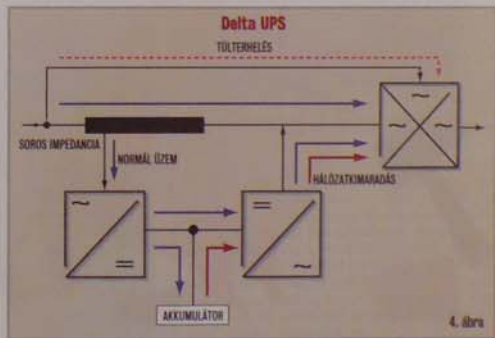 Delta UPS
TÚLTERHELÉS
SOROS IMPEDANCIA
NORMÁL ÜZEM
HÁLÓZATKIMARADÁS
AKKUMULÁTOR
4. ábra